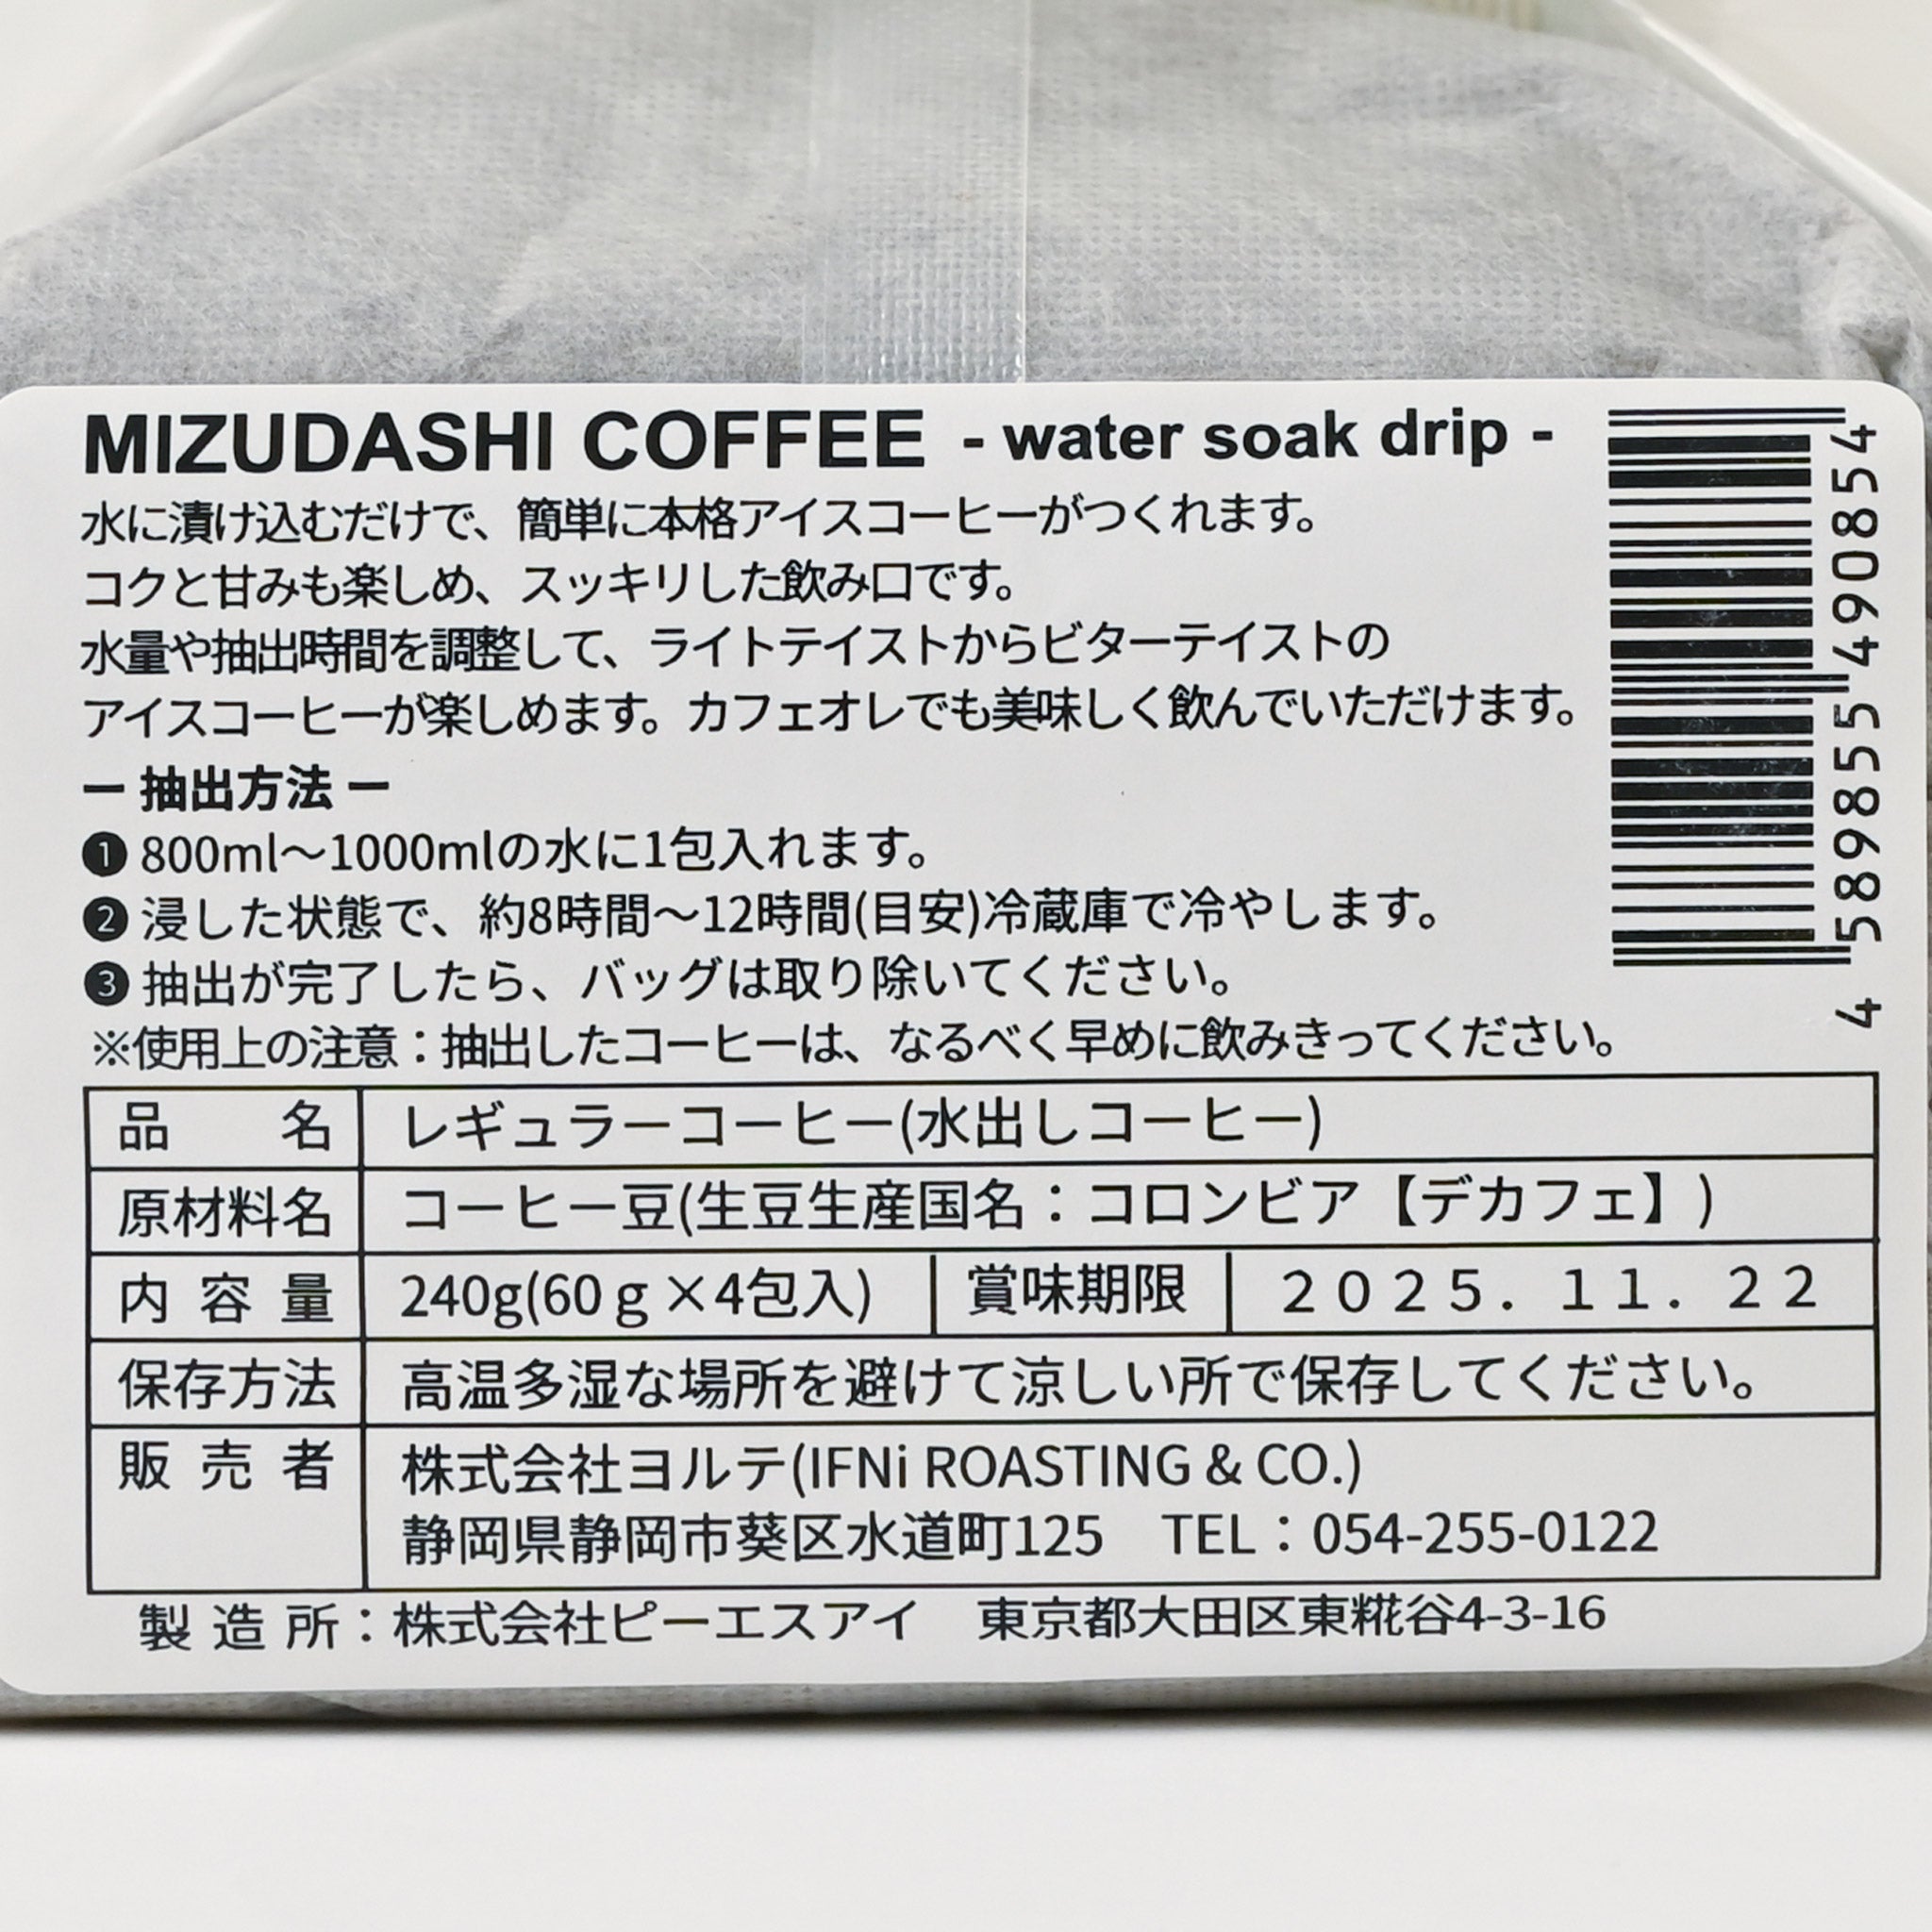 MIZUDASHI COFFEE - water soak drip -
水に漬け込むだけで、簡単に本格アイスコーヒーがつくれます。
コクと甘みも楽しめ、スッキリした飲み口です。
水量や抽出時間を調整して、ライトテイストからビターテイストの
アイスコーヒーが楽しめます。カフェオレでも美味しく飲んでいただけます。
ー 抽出方法 ー
❶ 800ml〜1000mlの水に1包入れます。
❷ 浸した状態で、約8時間〜12時間(目安)冷蔵庫で冷やします。
❸ 抽出が完了したら、バッグは取り除いてください。
※使用上の注意：抽出したコーヒーは、なるべく早めに飲みきってください。
4 589855 490854
品名 レギュラーコーヒー(水出しコーヒー)
原材料名 コーヒー豆(生豆生産国名：コロンビア【デカフェ】)
内容量 240g(60ｇ×4包入) 賞味期限 2025. 11. 22
保存方法 高温多湿な場所を避けて涼しい所で保存してください。
販売者 株式会社ヨルテ(IFNi ROASTING & CO.)
静岡県静岡市葵区水道町125 TEL：054-255-0122
製造所：株式会社ピーエスアイ 東京都大田区東糀谷4-3-16